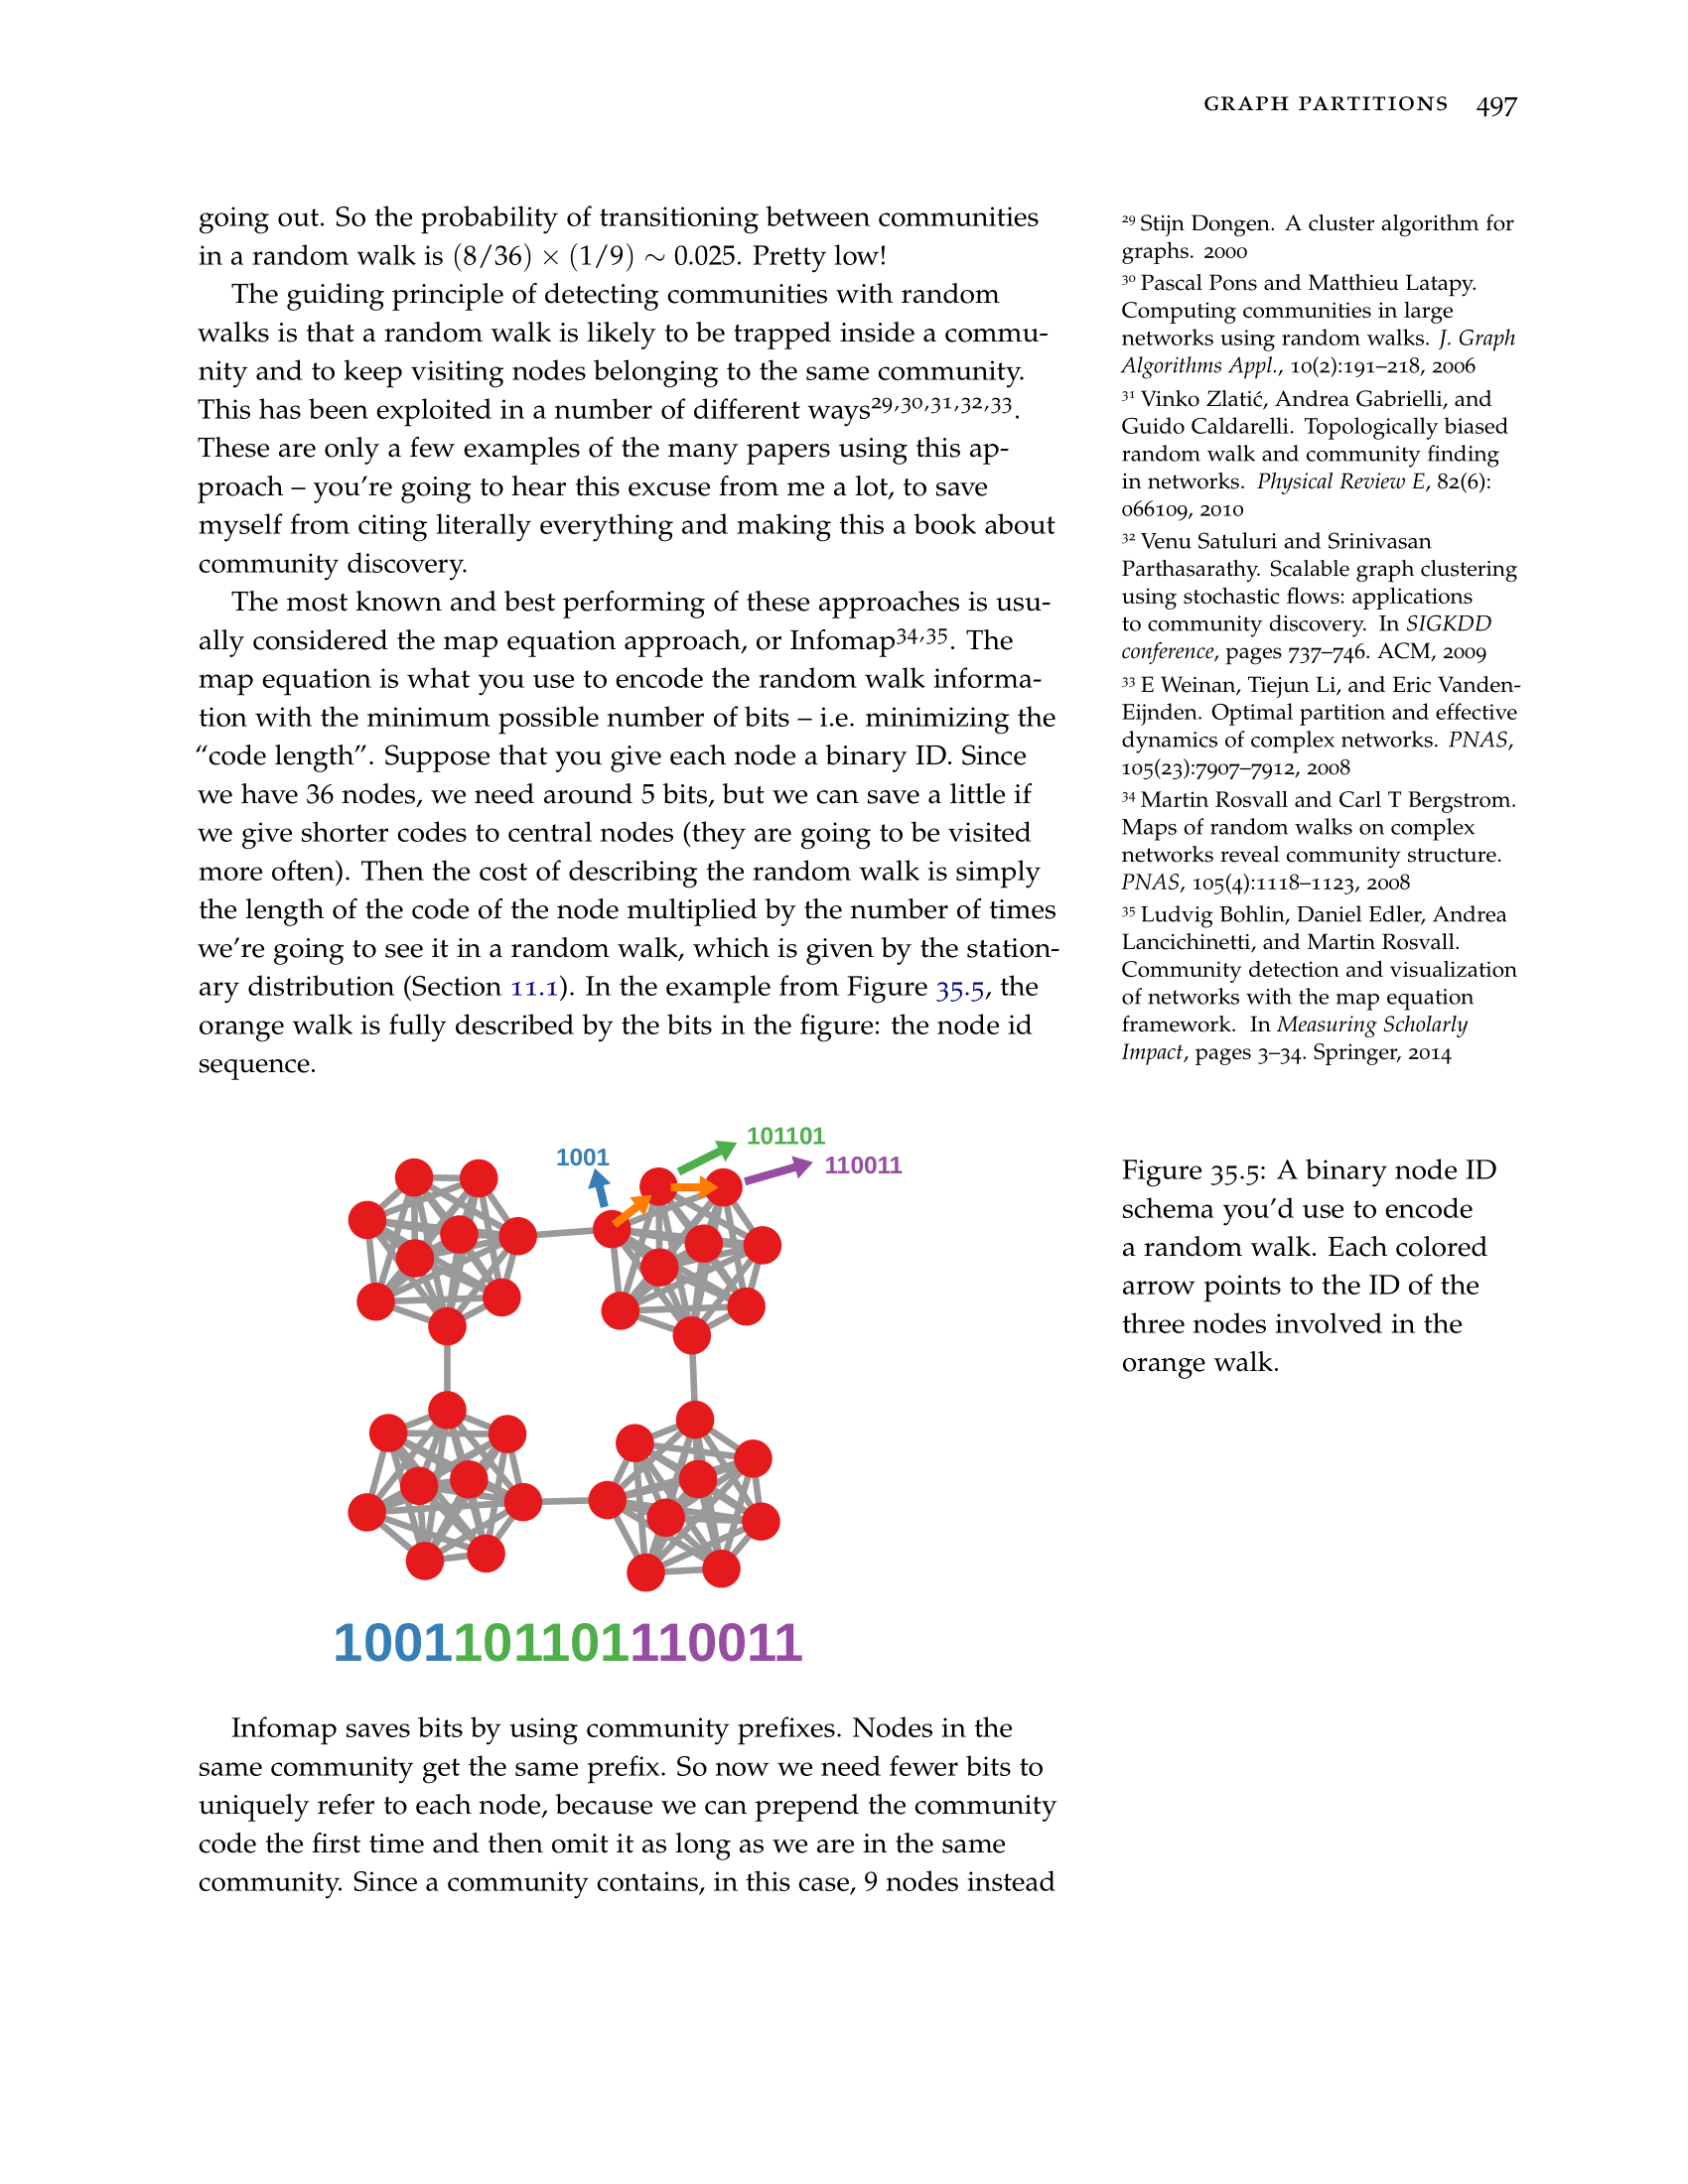 GRAPH PARTITIONS 497
going out. So the probability of transitioning between communities
in a random walk is (8/36) × (1/9) ∼ 0.025. Pretty low!
The guiding principle of detecting communities with random
walks is that a random walk is likely to be trapped inside a commu-
nity and to keep visiting nodes belonging to the same community.
This has been exploited in a number of different ways29,30,31,32,33.
These are only a few examples of the many papers using this ap-
proach – you're going to hear this excuse from me a lot, to save
myself from citing literally everything and making this a book about
community discovery.
The most known and best performing of these approaches is usu-
ally considered the map equation approach, or Infomap34,35. The
map equation is what you use to encode the random walk informa-
tion with the minimum possible number of bits – i.e. minimizing the
“code length”. Suppose that you give each node a binary ID. Since
we have 36 nodes, we need around 5 bits, but we can save a little if
we give shorter codes to central nodes (they are going to be visited
more often). Then the cost of describing the random walk is simply
the length of the code of the node multiplied by the number of times
we're going to see it in a random walk, which is given by the station-
ary distribution (Section 11.1). In the example from Figure 35.5, the
orange walk is fully described by the bits in the figure: the node id
sequence.
29 Stijn Dongen. A cluster algorithm for
graphs. 2000
30 Pascal Pons and Matthieu Latapy.
Computing communities in large
networks using random walks. J. Graph
Algorithms Appl., 10(2):191–218, 2006
31 Vinko Zlatić, Andrea Gabrielli, and
Guido Caldarelli. Topologically biased
random walk and community finding
in networks. Physical Review E, 82(6):
066109, 2010
32 Venu Satuluri and Srinivasan
Parthasarathy. Scalable graph clustering
using stochastic flows: applications
to community discovery. In SIGKDD
conference, pages 737–746. ACM, 2009
33 E Weinan, Tiejun Li, and Eric Vanden-
Eijnden. Optimal partition and effective
dynamics of complex networks. PNAS,
105(23):7907–7912, 2008
34 Martin Rosvall and Carl T Bergstrom.
Maps of random walks on complex
networks reveal community structure.
PNAS, 105(4):1118–1123, 2008
35 Ludvig Bohlin, Daniel Edler, Andrea
Lancichinetti, and Martin Rosvall.
Community detection and visualization
of networks with the map equation
framework. In Measuring Scholarly
Impact, pages 3–34. Springer, 2014
1001
101101
110011
100110110111​0011
Figure 35.5: A binary node ID
schema you'd use to encode
a random walk. Each colored
arrow points to the ID of the
three nodes involved in the
orange walk.
Infomap saves bits by using community prefixes. Nodes in the
same community get the same prefix. So now we need fewer bits to
uniquely refer to each node, because we can prepend the community
code the first time and then omit it as long as we are in the same
community. Since a community contains, in this case, 9 nodes instead